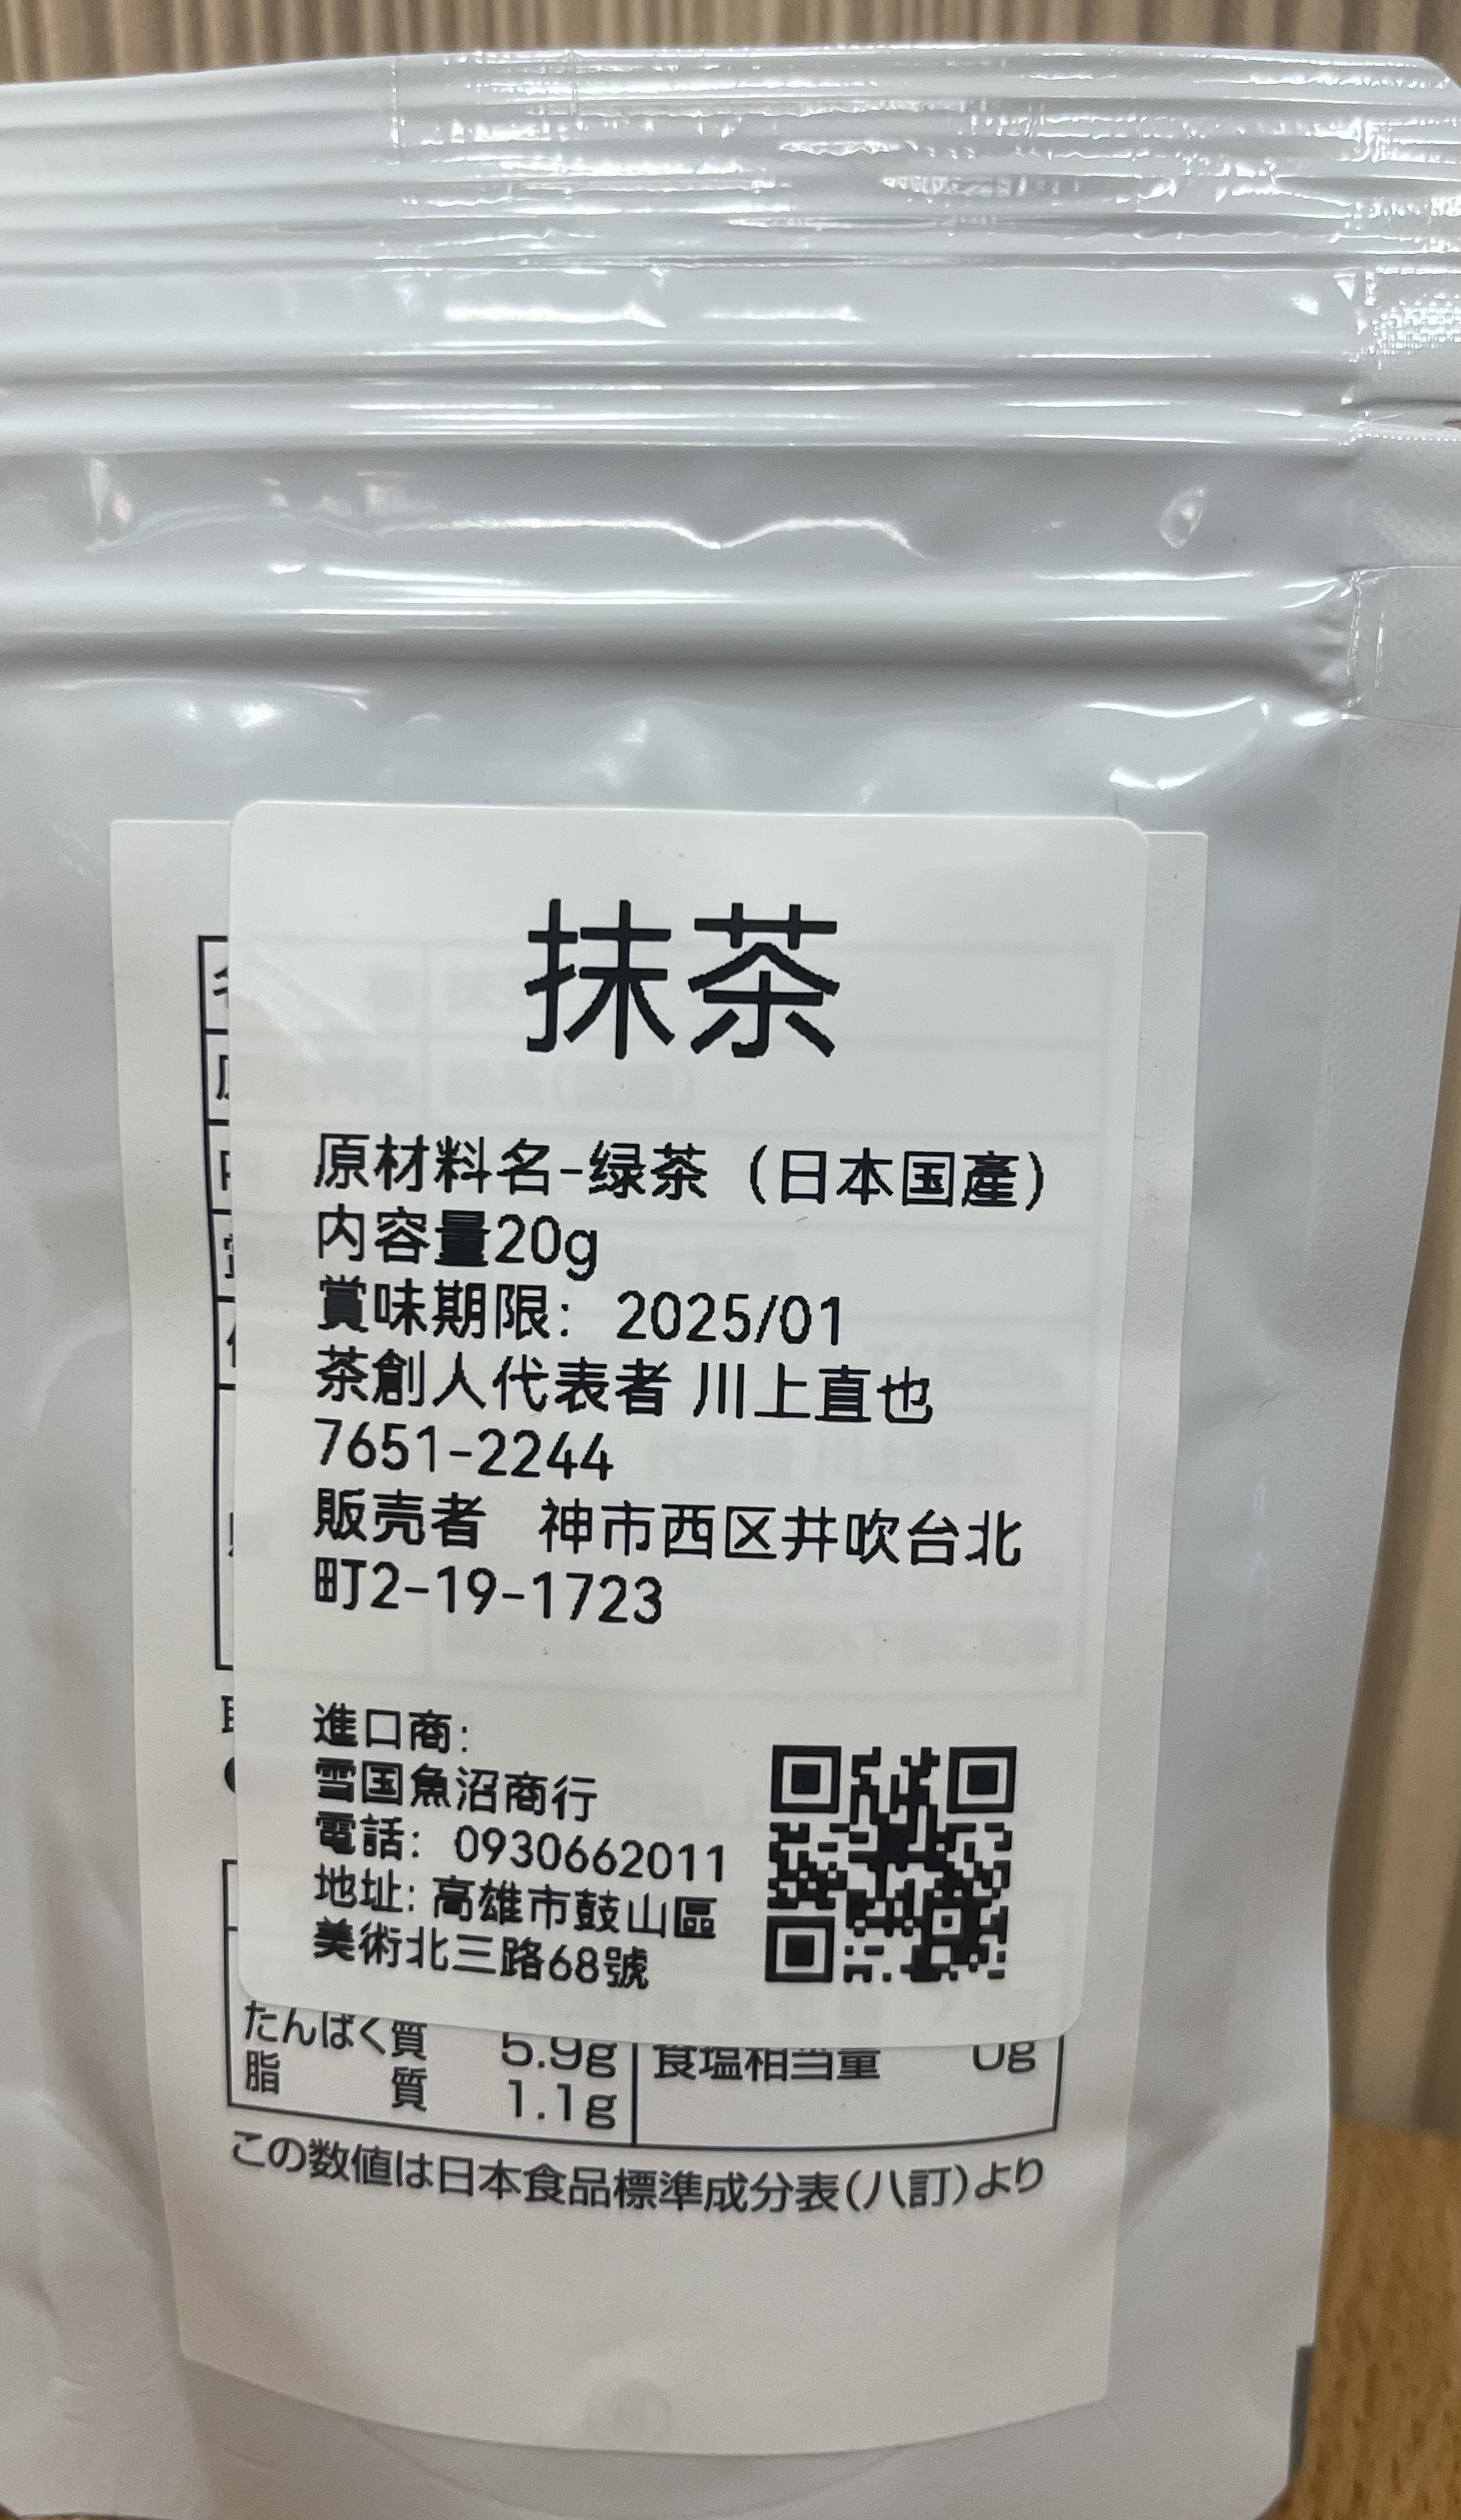 抹茶
原材料名-绿茶（日本国產）
内容量20g
賞味期限：2025/01
茶創人代表者 川上直也
7651-2244
販売者　神市西区井吹台北
町2-19-1723
進口商：
雪国魚沼商行
電話：0930662011
地址：高雄市鼓山區
美術北三路68號
たんぱく質 5.9g 食塩相当量 0g
脂質 1.1g
この数値は日本食品標準成分表(八訂)より